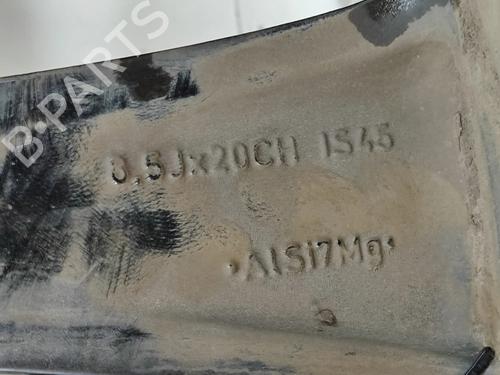 B-PARTS
8,5Jx20CH IS45
•AlSi7Mg•